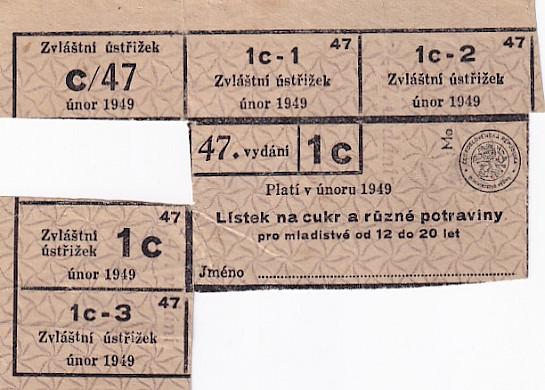 Zvláštní ústřižek
c/47
únor 1949
47
1c-1
Zvláštní ústřižek
únor 1949
47
1c-2
Zvláštní ústřižek
únor 1949
47. vydání
1c
Mo
Platí v únoru 1949
Lístek na cukr a různé potraviny
pro mladistvé od 12 do 20 let
Jméno
47
Zvláštní
ústřižek
1c
únor 1949
47
1c-3
Zvláštní ústřižek
únor 1949